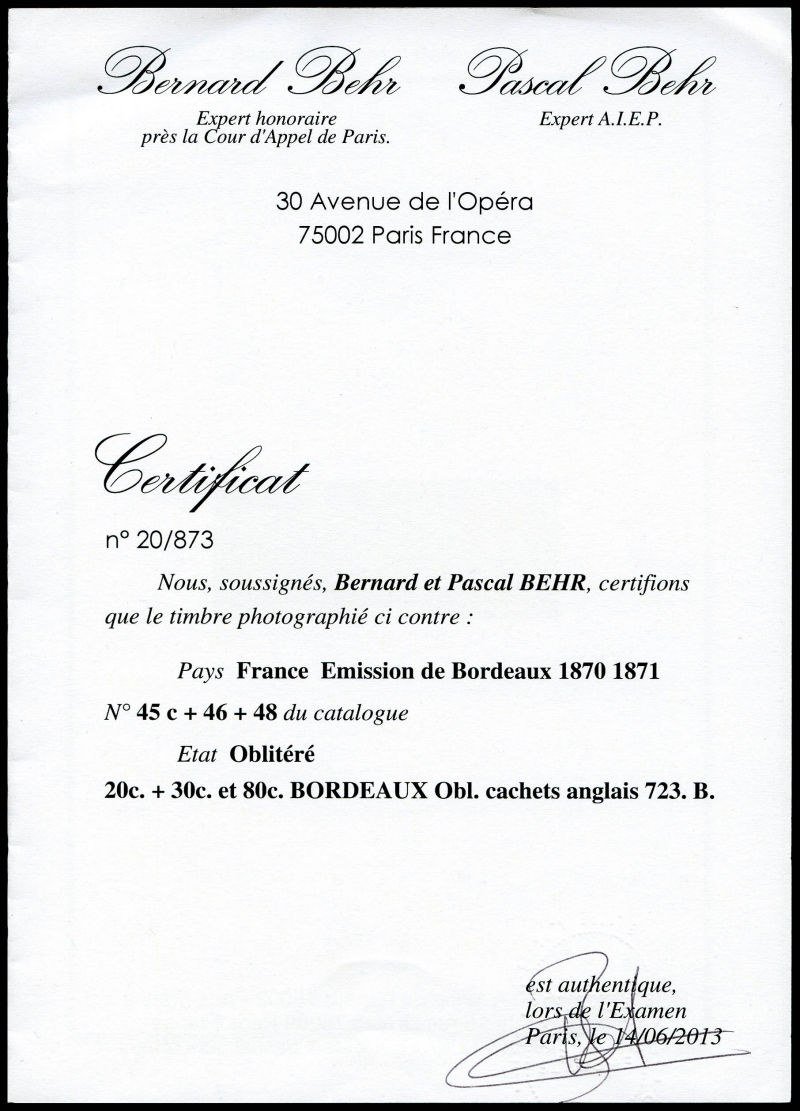 Bernard Behr Pascal Behr
Expert honoraire Expert A.I.E.P.
près la Cour d'Appel de Paris.
30 Avenue de l'Opéra
75002 Paris France
Certificat
n° 20/873
Nous, soussignés, Bernard et Pascal BEHR, certifions
que le timbre photographié ci contre :
Pays France Emission de Bordeaux 1870 1871
N° 45 c + 46 + 48 du catalogue
Etat Oblitéré
20c. + 30c. et 80c. BORDEAUX Obl. cachets anglais 723. B.
est authentique,
lors de l'Examen
Paris, le 14/06/2013